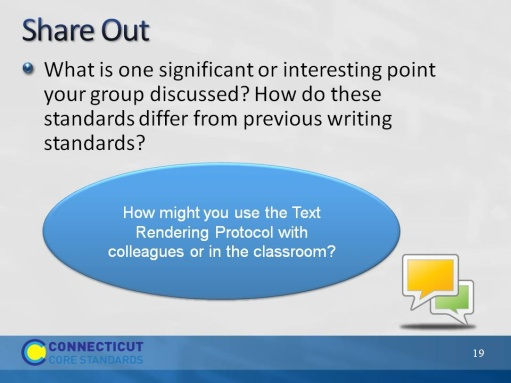 Share Out
What is one significant or interesting point
your group discussed? How do these
standards differ from previous writing
standards?
How might you use the Text
Rendering Protocol with
colleagues or in the classroom?
CONNECTICUT
CORE STANDARDS
19